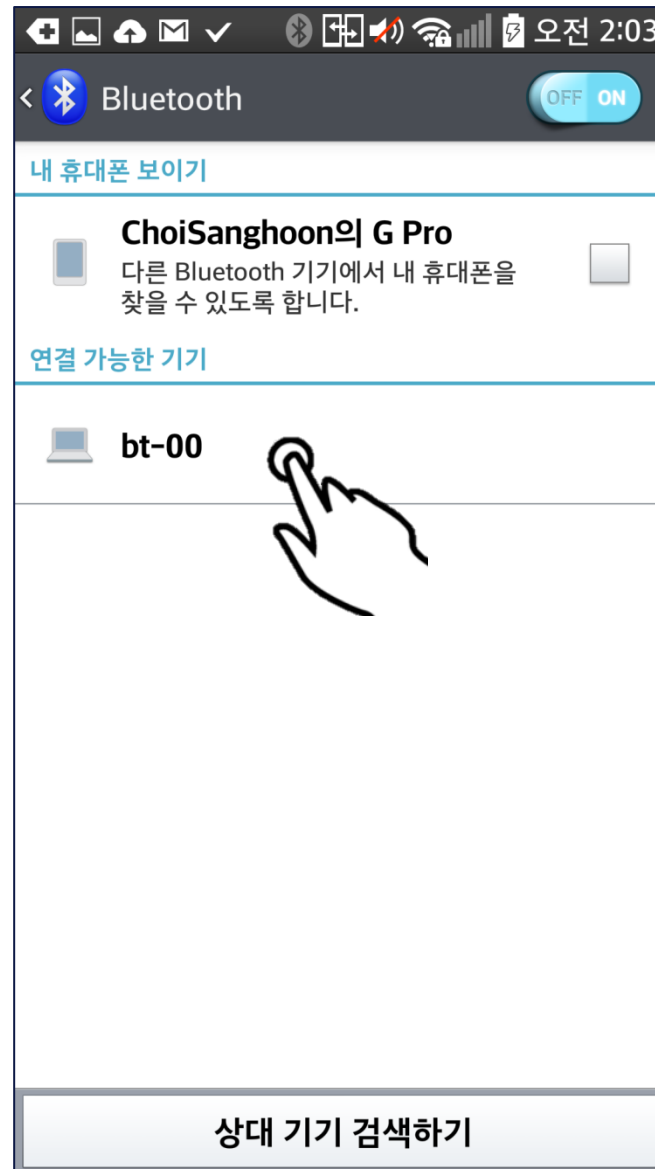 오전 2:03
Bluetooth
OFF ON
내 휴대폰 보이기
ChoiSanghoon의 G Pro
다른 Bluetooth 기기에서 내 휴대폰을
찾을 수 있도록 합니다.
연결 가능한 기기
bt-00
상대 기기 검색하기